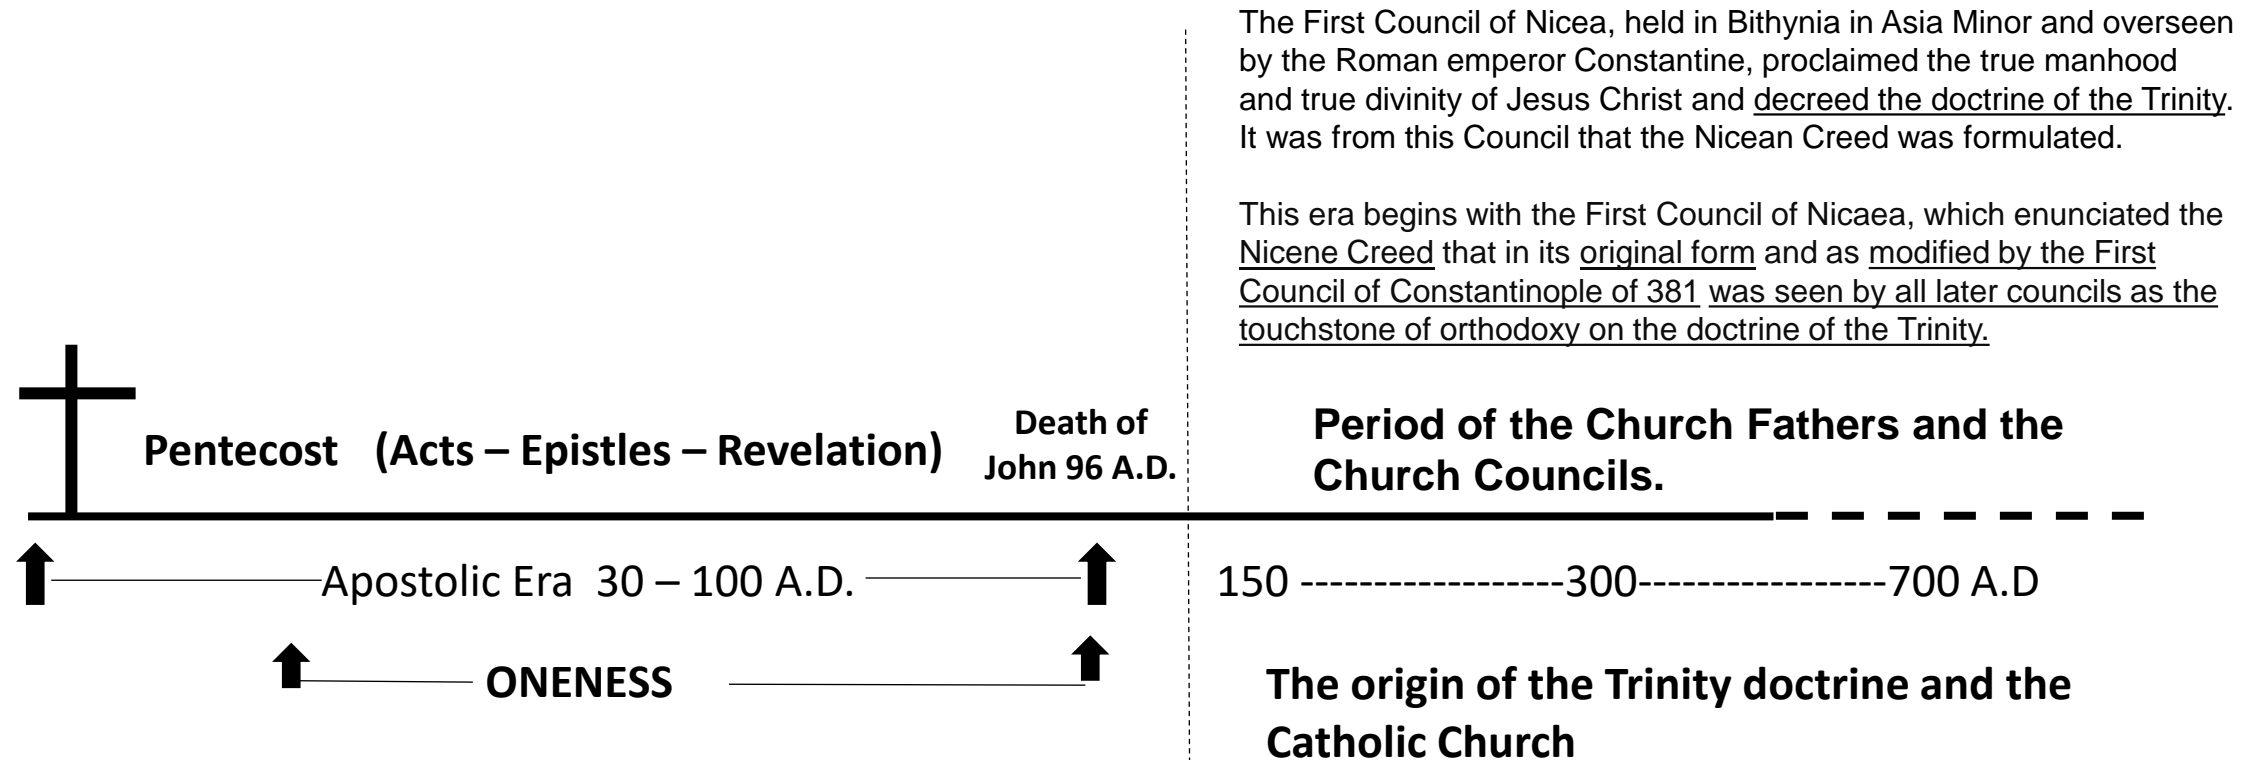 The First Council of Nicea, held in Bithynia in Asia Minor and overseen
by the Roman emperor Constantine, proclaimed the true manhood
and true divinity of Jesus Christ and decreed the doctrine of the Trinity.
It was from this Council that the Nicean Creed was formulated.
This era begins with the First Council of Nicaea, which enunciated the
Nicene Creed that in its original form and as modified by the First
Council of Constantinople of 381 was seen by all later councils as the
touchstone of orthodoxy on the doctrine of the Trinity.
Pentecost (Acts – Epistles – Revelation)
Death of
John 96 A.D.
Period of the Church Fathers and the
Church Councils.
Apostolic Era 30 – 100 A.D.
150 ------------------300-----------------700 A.D
ONENESS
The origin of the Trinity doctrine and the
Catholic Church